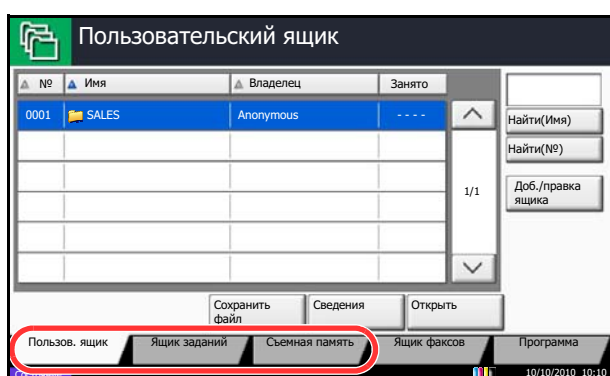 Пользовательский ящик
№ Имя Владелец Занято
0001 SALES Anonymous - - - -
1/1
Найти(Имя)
Найти(№)
Доб./правка
ящика
Сохранить
файл
Сведения
Открыть
Пользов. ящик Ящик заданий Съемная память Ящик факсов Программа
10/10/2010 10:10